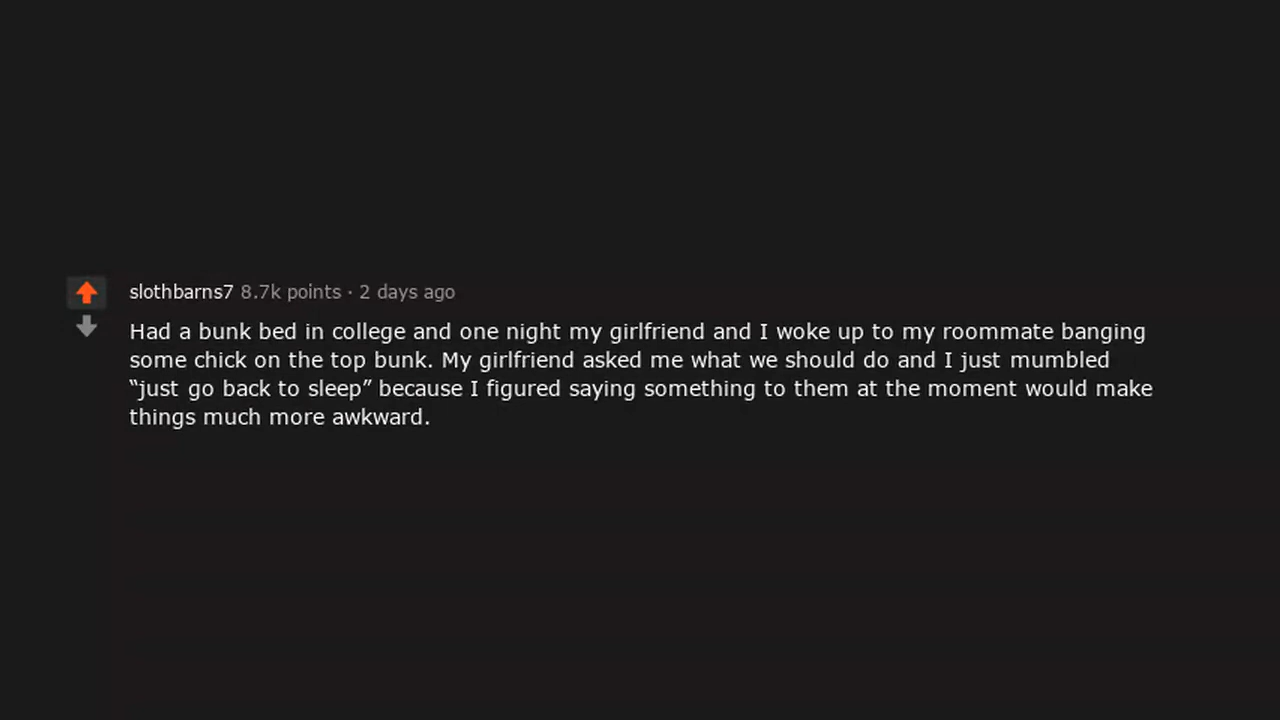 slothbarns7 8.7k points · 2 days ago
Had a bunk bed in college and one night my girlfriend and I woke up to my roommate banging
some chick on the top bunk. My girlfriend asked me what we should do and I just mumbled
“just go back to sleep” because I figured saying something to them at the moment would make
things much more awkward.